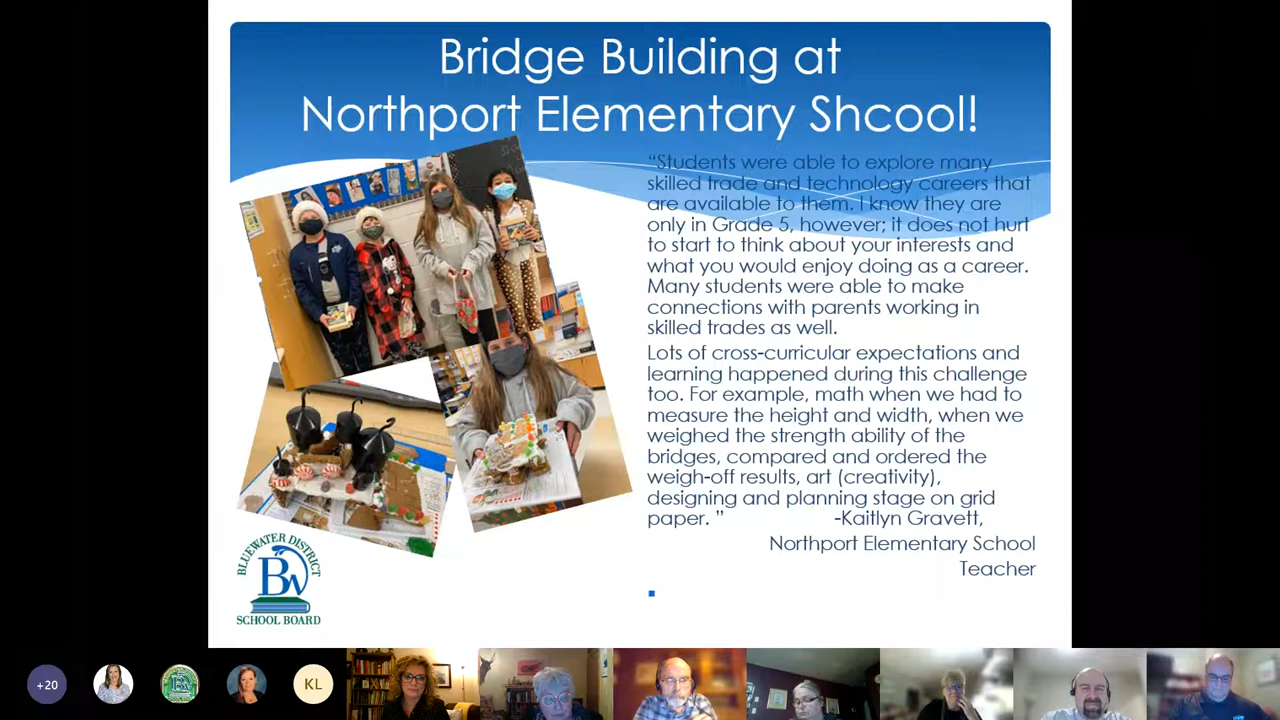 Bridge Building at
Northport Elementary Shcool!
“Students were able to explore many
skilled trade and technology careers that
are available to them. I know they are
only in Grade 5, however; it does not hurt
to start to think about your interests and
what you would enjoy doing as a career.
Many students were able to make
connections with parents working in
skilled trades as well.
Lots of cross-curricular expectations and
learning happened during this challenge
too. For example, math when we had to
measure the height and width, when we
weighed the strength ability of the
bridges, compared and ordered the
weigh-off results, art (creativity),
designing and planning stage on grid
paper. ” -Kaitlyn Gravett,
Northport Elementary School
Teacher
BLUEWATER DISTRICT
BW
SCHOOL BOARD
+20
KL